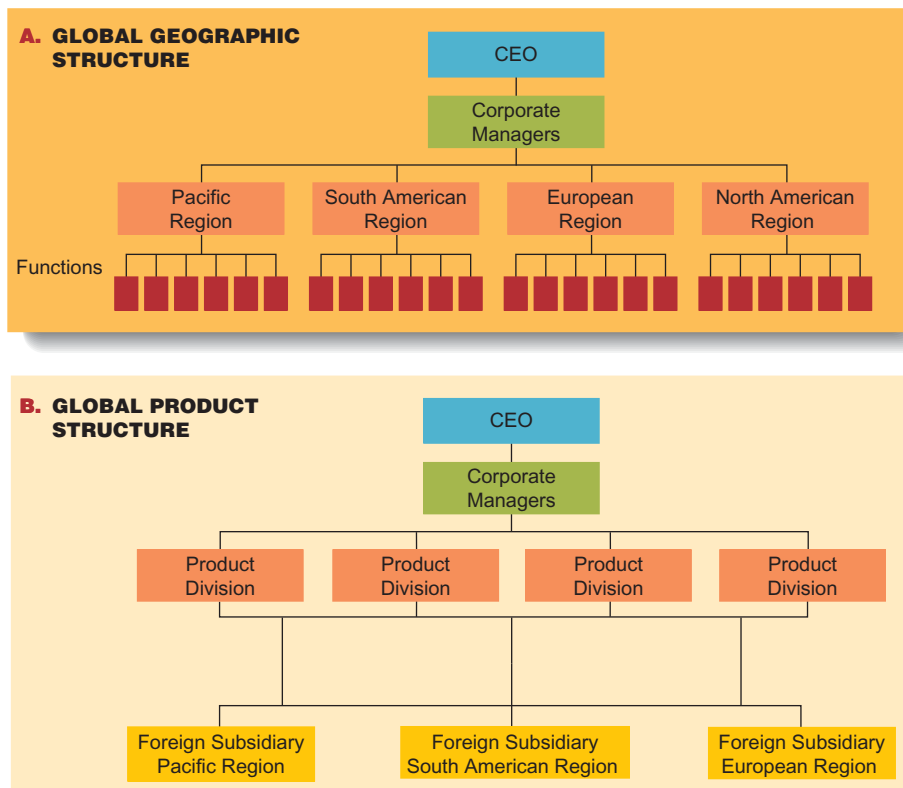 A. GLOBAL GEOGRAPHIC
STRUCTURE
CEO
Corporate
Managers
Pacific
Region
South American
Region
European
Region
North American
Region
Functions
B. GLOBAL PRODUCT
STRUCTURE
CEO
Corporate
Managers
Product
Division
Product
Division
Product
Division
Product
Division
Foreign Subsidiary
Pacific Region
Foreign Subsidiary
South American Region
Foreign Subsidiary
European Region